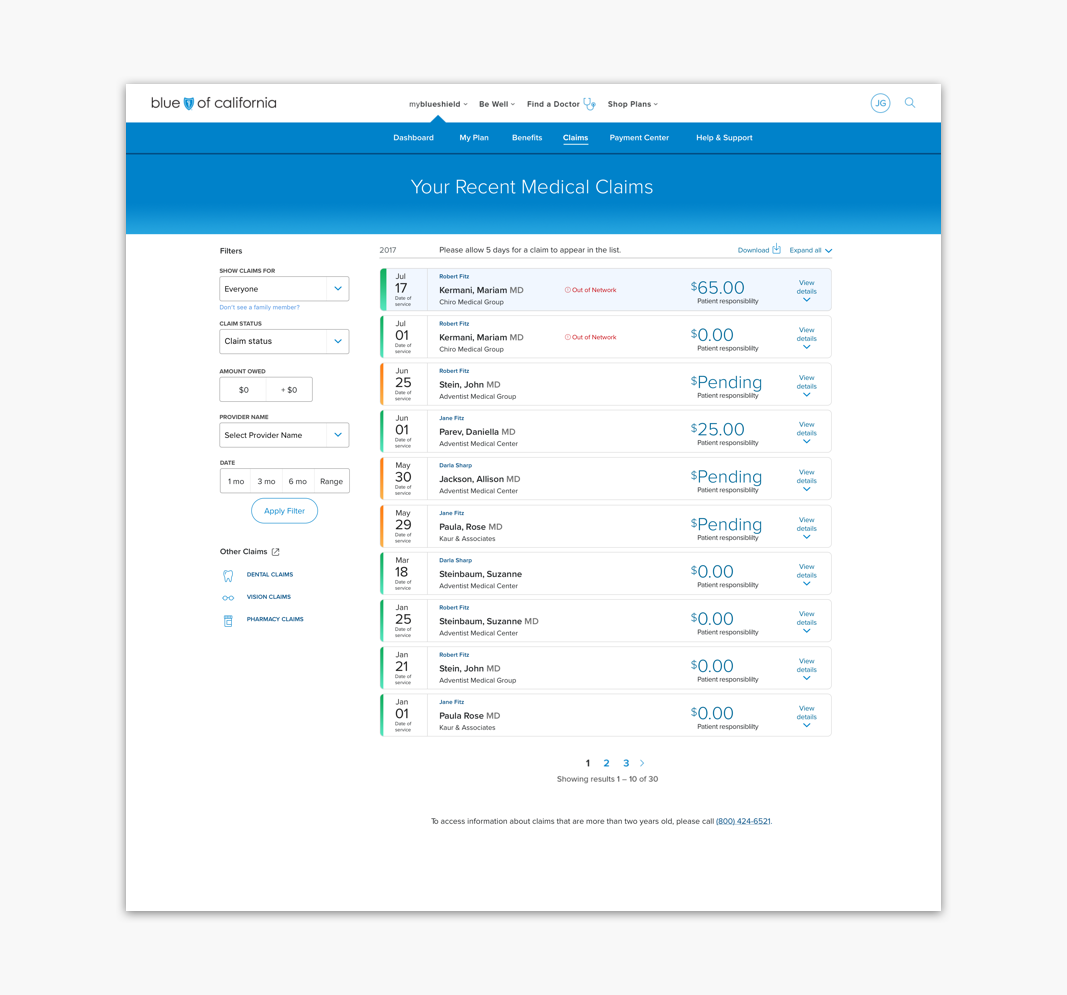 blue of california
myblueshield Be Well Find a Doctor Shop Plans
JG
Dashboard My Plan Benefits Claims Payment Center Help & Support
Your Recent Medical Claims
Filters
SHOW CLAIMS FOR
Everyone
Don't see a family member?
CLAIM STATUS
Claim status
AMOUNT OWED
$0 + $0
PROVIDER NAME
Select Provider Name
DATE
1 mo 3 mo 6 mo Range
Apply Filter
Other Claims
DENTAL CLAIMS
VISION CLAIMS
PHARMACY CLAIMS
2017 Please allow 5 days for a claim to appear in the list. Download Expand all
Jul
17
Date of
service
Robert Fitz
Kermani, Mariam MD
Chiro Medical Group
Out of Network
$65.00
Patient responsiblilty
View
details
Jul
01
Date of
service
Robert Fitz
Kermani, Mariam MD
Chiro Medical Group
Out of Network
$0.00
Patient responsiblilty
View
details
Jun
25
Date of
service
Robert Fitz
Stein, John MD
Adventist Medical Group
$Pending
Patient responsiblilty
View
details
Jun
01
Date of
service
Jane Fitz
Parev, Daniella MD
Adventist Medical Center
$25.00
Patient responsiblilty
View
details
May
30
Date of
service
Darla Sharp
Jackson, Allison MD
Adventist Medical Center
$Pending
Patient responsiblilty
View
details
May
29
Date of
service
Jane Fitz
Paula, Rose MD
Kaur & Associates
$Pending
Patient responsiblilty
View
details
Mar
18
Date of
service
Darla Sharp
Steinbaum, Suzanne
Adventist Medical Center
$0.00
Patient responsiblilty
View
details
Jan
25
Date of
service
Robert Fitz
Steinbaum, Suzanne MD
Adventist Medical Center
$0.00
Patient responsiblilty
View
details
Jan
21
Date of
service
Robert Fitz
Stein, John MD
Adventist Medical Group
$0.00
Patient responsiblilty
View
details
Jan
01
Date of
service
Jane Fitz
Paula Rose MD
Kaur & Associates
$0.00
Patient responsiblilty
View
details
1 2 3
Showing results 1 – 10 of 30
To access information about claims that are more than two years old, please call (800) 424-6521.